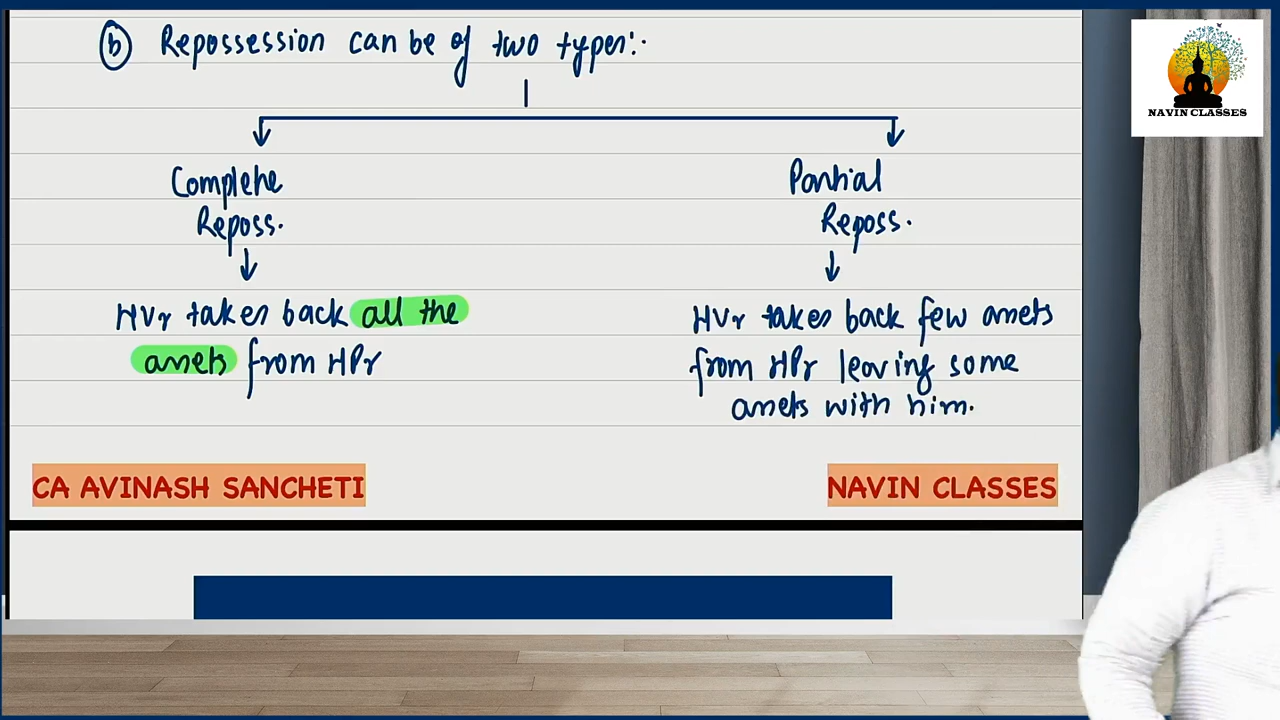 b Repossession can be of two types:-
Complete
Reposs.
HVr takes back all the
assets from HPr
Partial
Reposs.
HVr takes back few assets
from HPr leaving some
assets with him.
CA AVINASH SANCHETI
NAVIN CLASSES
NAVIN CLASSES